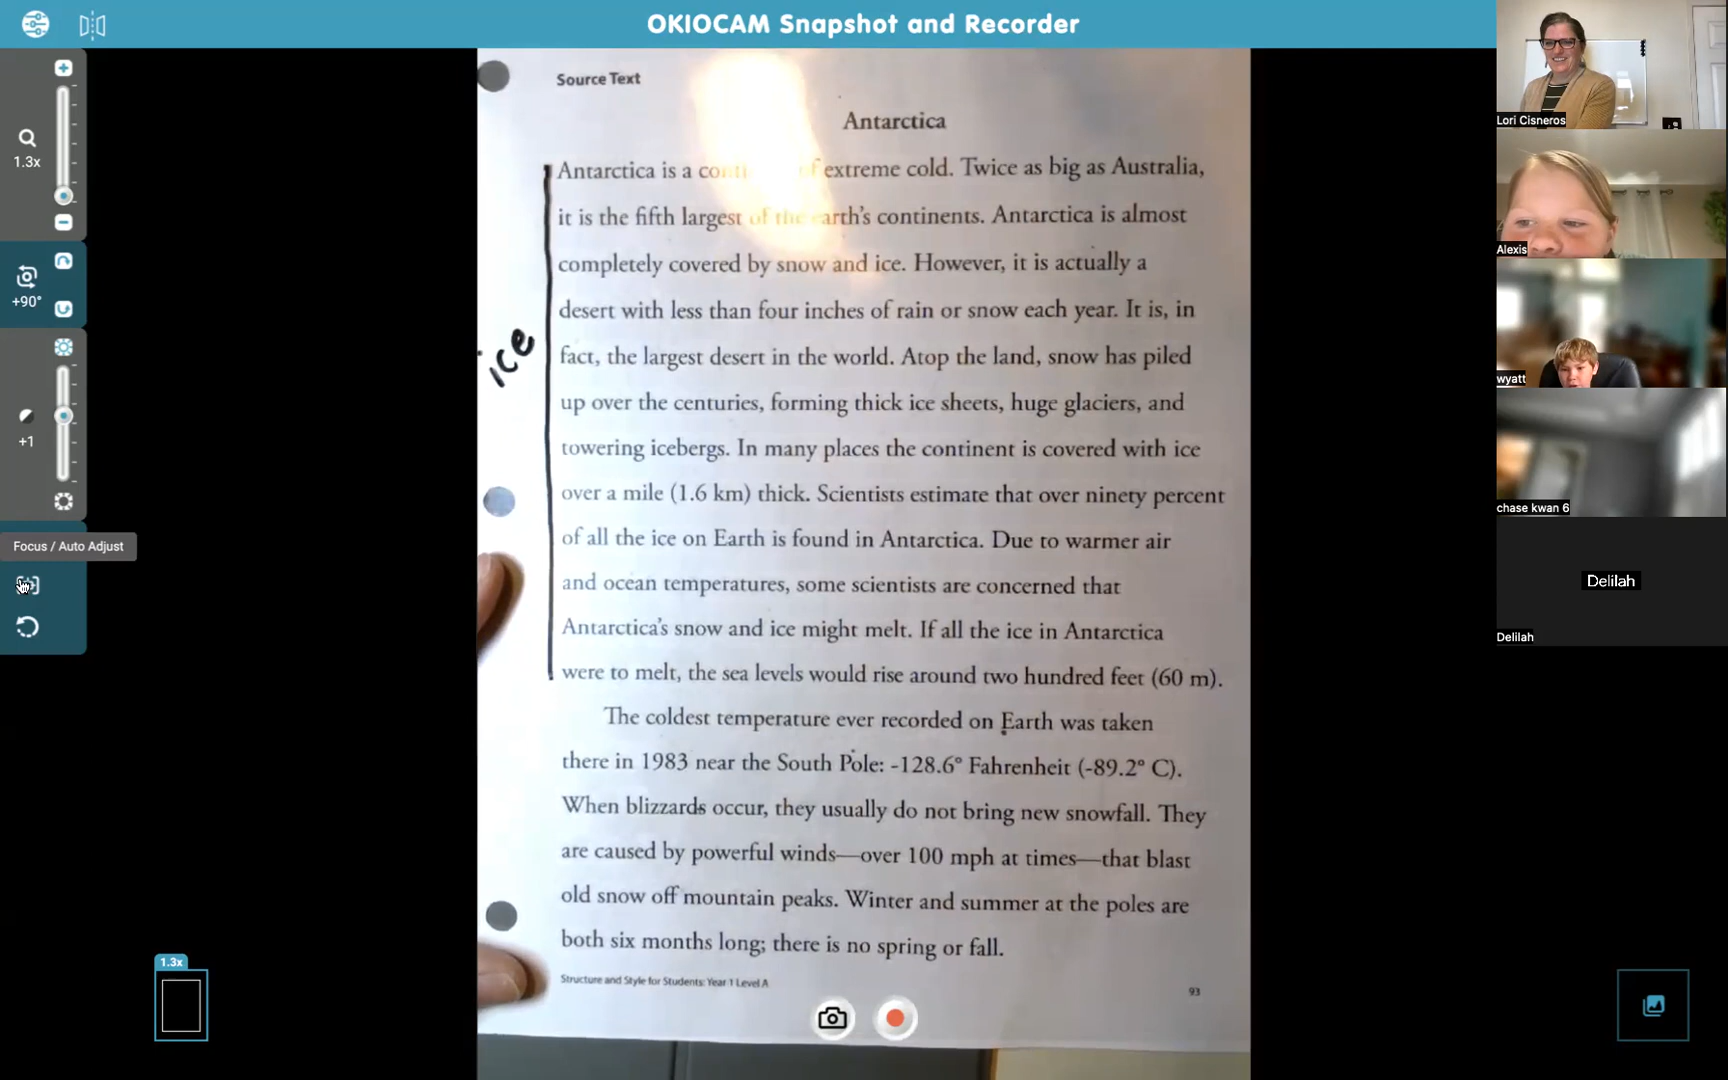 OKIOCAM Snapshot and Recorder
1.3x
+90°
+1
Focus / Auto Adjust
1.3x
Source Text
Antarctica
Antarctica is a extreme cold. Twice as big as Australia,
it is the fifth largest of the earth's continents. Antarctica is almost
completely covered by snow and ice. However, it is actually a
desert with less than four inches of rain or snow each year. It is, in
fact, the largest desert in the world. Atop the land, snow has piled
up over the centuries, forming thick ice sheets, huge glaciers, and
towering icebergs. In many places the continent is covered with ice
over a mile (1.6 km) thick. Scientists estimate that over ninety percent
of all the ice on Earth is found in Antarctica. Due to warmer air
and ocean temperatures, some scientists are concerned that
Antarctica's snow and ice might melt. If all the ice in Antarctica
were to melt, the sea levels would rise around two hundred feet (60 m).
The coldest temperature ever recorded on Earth was taken
there in 1983 near the South Pole: -128.6° Fahrenheit (-89.2° C).
When blizzards occur, they usually do not bring new snowfall. They
are caused by powerful winds—over 100 mph at times—that blast
old snow off mountain peaks. Winter and summer at the poles are
both six months long; there is no spring or fall.
Structure and Style for Students: Year 1 Level A
93
ice
Lori Cisneros
Alexis
wyatt
chase kwan 6
Delilah
Delilah